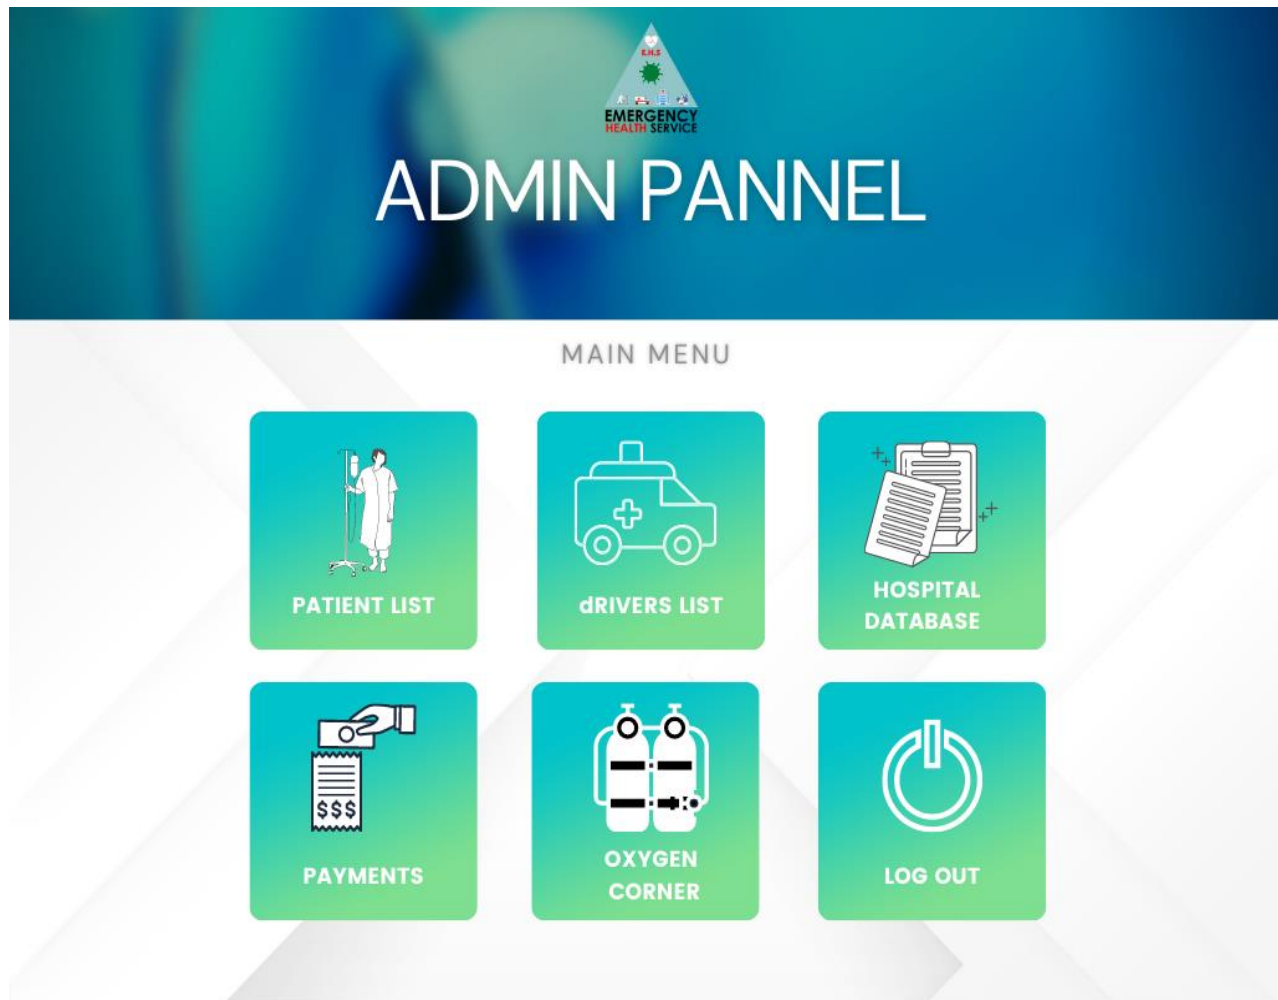 E.H.S
EMERGENCY
HEALTH SERVICE
ADMIN PANNEL
MAIN MENU
PATIENT LIST
dRIVERS LIST
HOSPITAL
DATABASE
$$$
PAYMENTS
OXYGEN
CORNER
LOG OUT